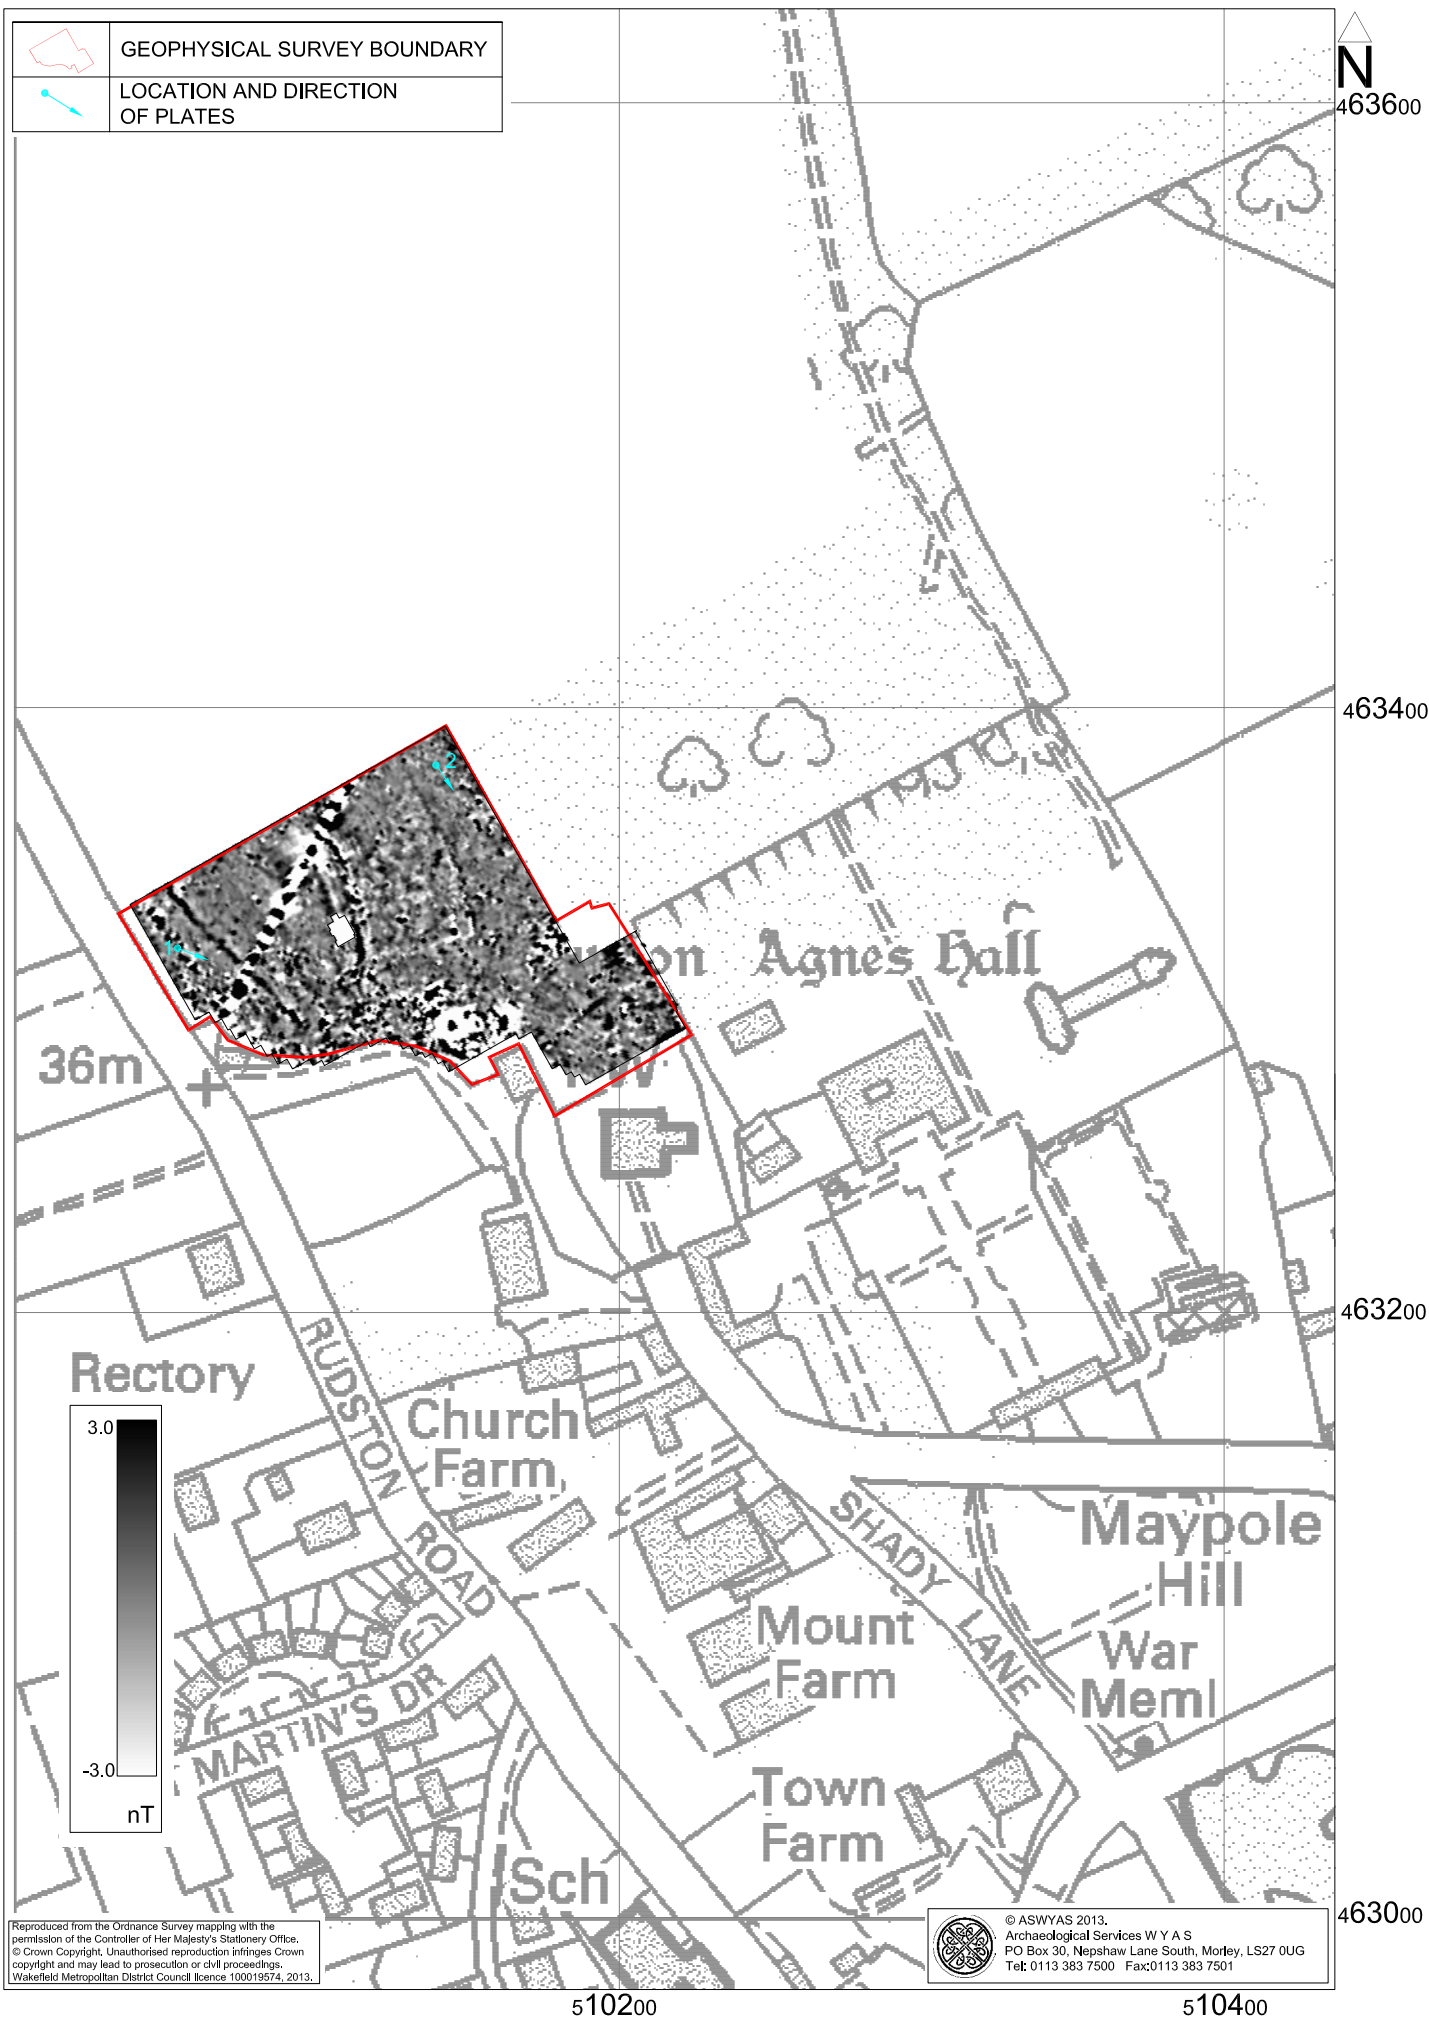 GEOPHYSICAL SURVEY BOUNDARY
LOCATION AND DIRECTION
OF PLATES
N
463600
463400
2
1
on Agnes Hall
36m
463200
Rectory
RUDSTON
ROAD
Church
Farm
3.0
-3.0
nT
SHADY LANE
Maypole
Hill
Mount
Farm
War
Meml
MARTIN'S DR
Town
Farm
Sch
463000
Reproduced from the Ordnance Survey mapping with the
permission of the Controller of Her Majesty's Stationery Office.
© Crown Copyright. Unauthorised reproduction infringes Crown
copyright and may lead to prosecution or civil proceedings.
Wakefield Metropolitan District Council licence 100019574, 2013.
© ASWYAS 2013.
Archaeological Services W Y A S
PO Box 30, Nepshaw Lane South, Morley, LS27 0UG
Tel: 0113 383 7500 Fax:0113 383 7501
510200
510400